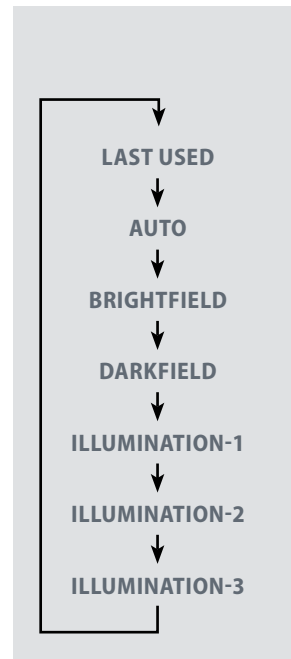 LAST USED
AUTO
BRIGHTFIELD
DARKFIELD
ILLUMINATION-1
ILLUMINATION-2
ILLUMINATION-3